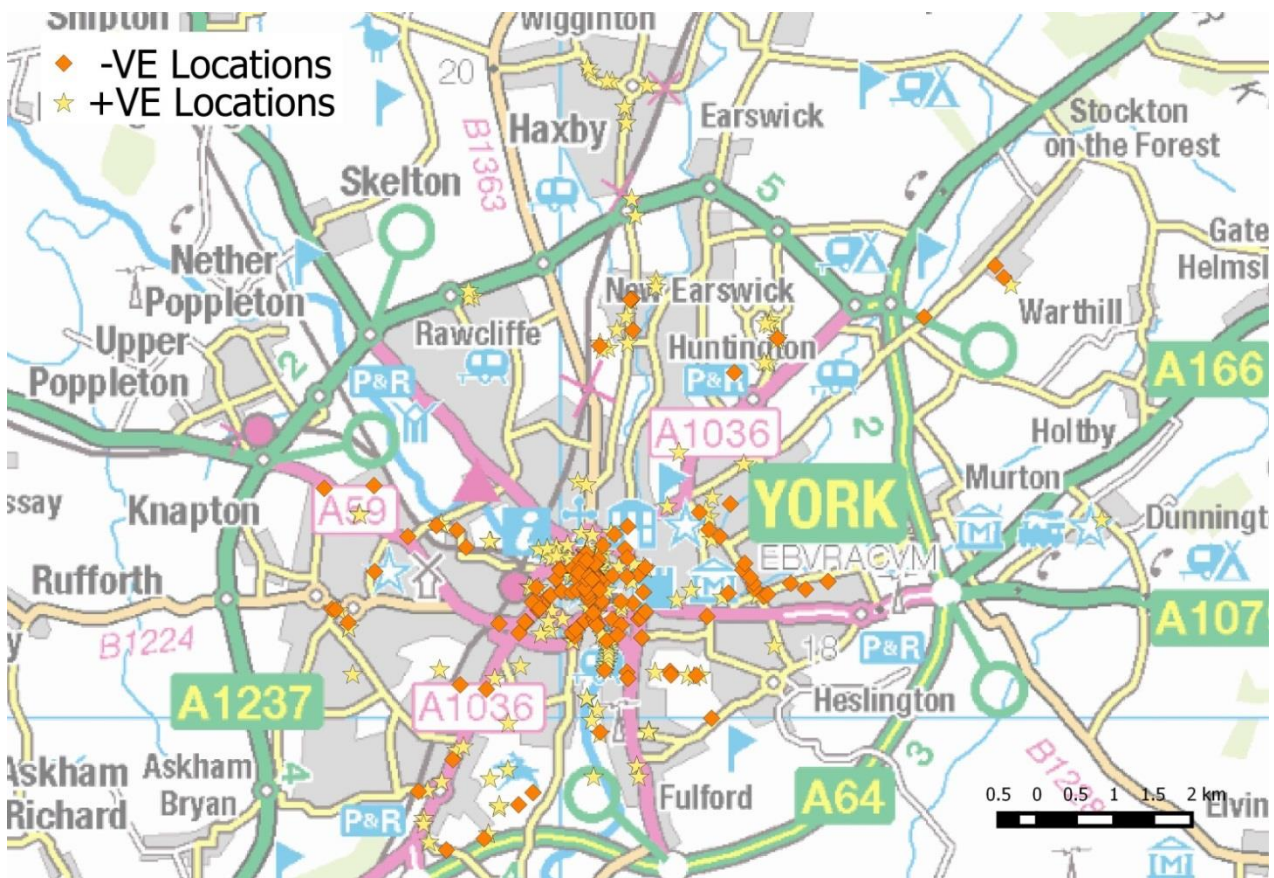 Shipton
Wigginton
-VE Locations
+VE Locations
20
Haxby
Earswick
Stockton
on the Forest
B1363
Skelton
5
Nether
Poppleton
Gate
Helmsl
New Earswick
Warthill
Rawcliffe
Upper
Poppleton
2
Huntington
P&R
P&R
A166
A1036
2
Holtby
YORK
Murton
ssay
Knapton
A59
Dunningt
EBVRACVM
Rufforth
B1224
A107
18
P&R
A1036
Heslington
A1237
3
Askham
Richard
Askham
Bryan
4
B1228
P&R
Fulford
A64
0.5 0 0.5 1 1.5 2 km
Elvin